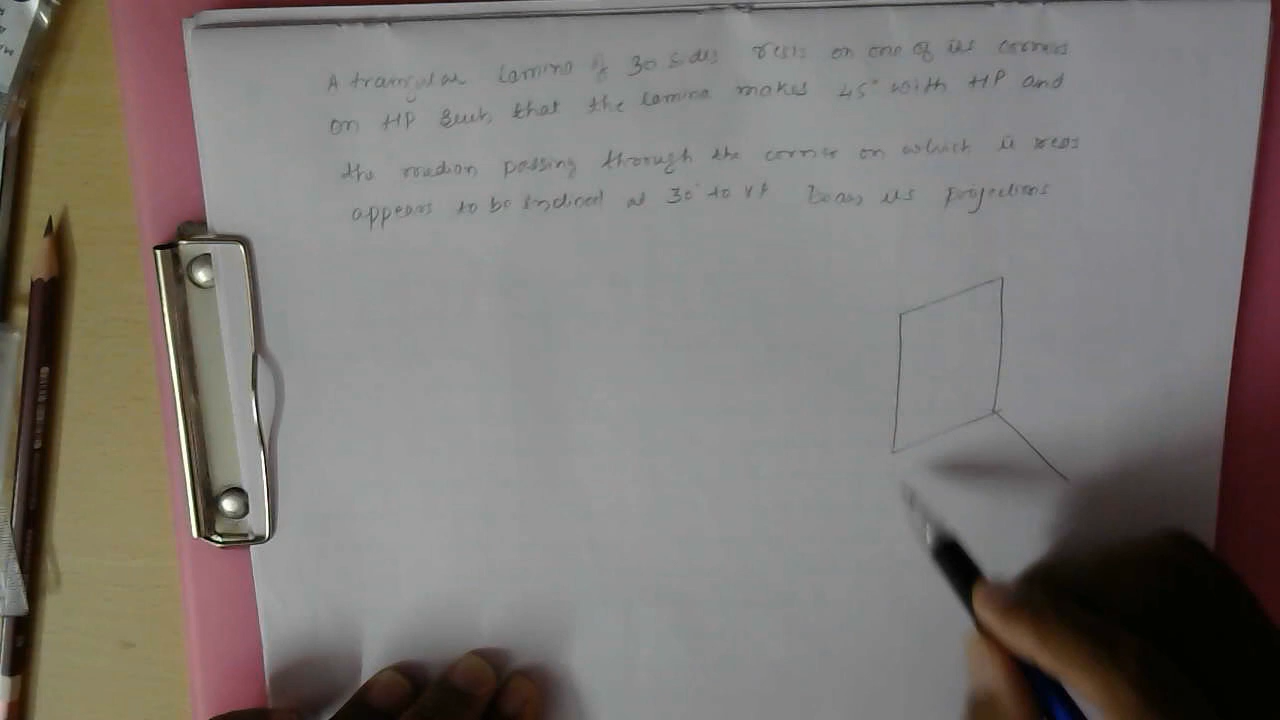 A triangular lamina of 30 sides rests on one of its corners
on HP such that the lamina makes 45° with HP and
the median passing through the corner on which it rests
appears to be inclined at 30° to VP Draw its projections